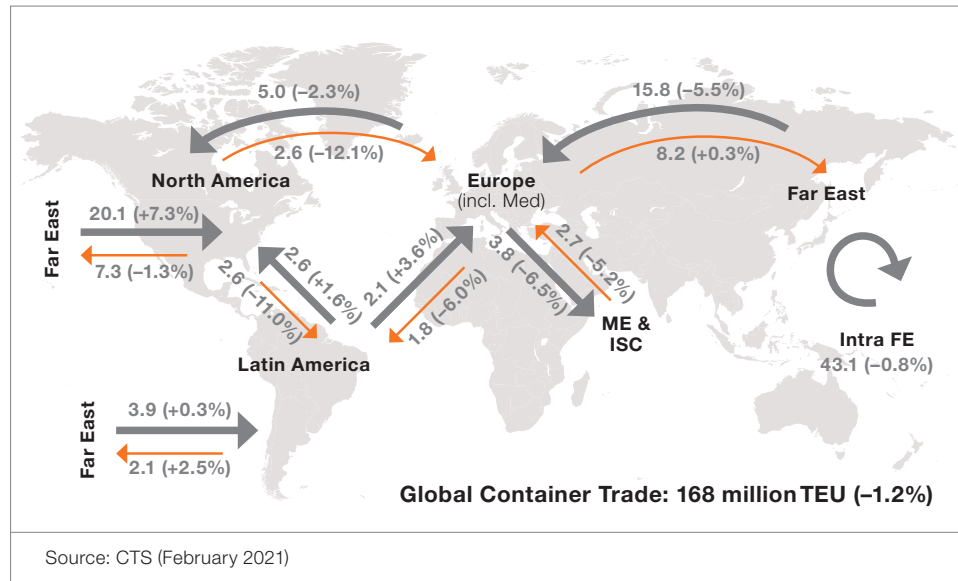 5.0 (–2.3%)
15.8 (–5.5%)
2.6 (–12.1%)
8.2 (+0.3%)
North America
Europe
(incl. Med)
Far East
Far East
20.1 (+7.3%)
7.3 (–1.3%)
2.6 (+1.6%)
2.6 (–11.0%)
2.1 (+3.6%)
1.8 (–6.0%)
2.7 (–5.2%)
3.8 (–6.5%)
ME &
ISC
Latin America
Intra FE
43.1 (–0.8%)
Far East
3.9 (+0.3%)
2.1 (+2.5%)
Global Container Trade: 168 million TEU (–1.2%)
Source: CTS (February 2021)